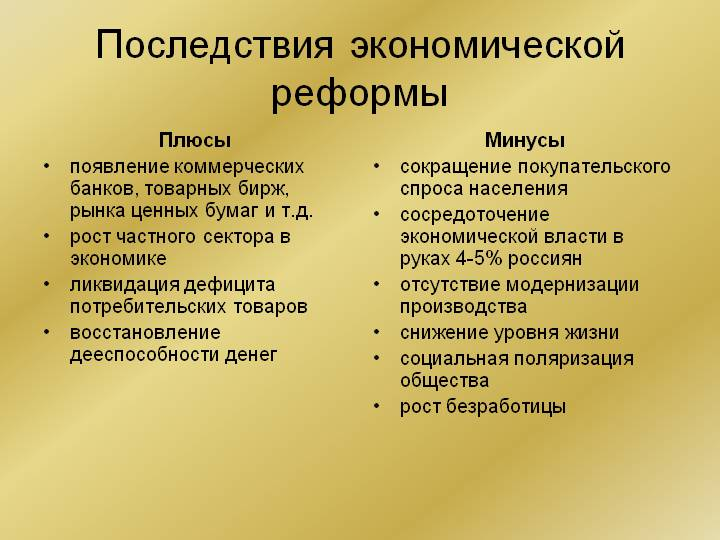 Последствия экономической
реформы
Плюсы
• появление коммерческих
банков, товарных бирж,
рынка ценных бумаг и т.д.
• рост частного сектора в
экономике
• ликвидация дефицита
потребительских товаров
• восстановление
дееспособности денег
Минусы
• сокращение покупательского
спроса населения
• сосредоточение
экономической власти в
руках 4-5% россиян
• отсутствие модернизации
производства
• снижение уровня жизни
• социальная поляризация
общества
• рост безработицы